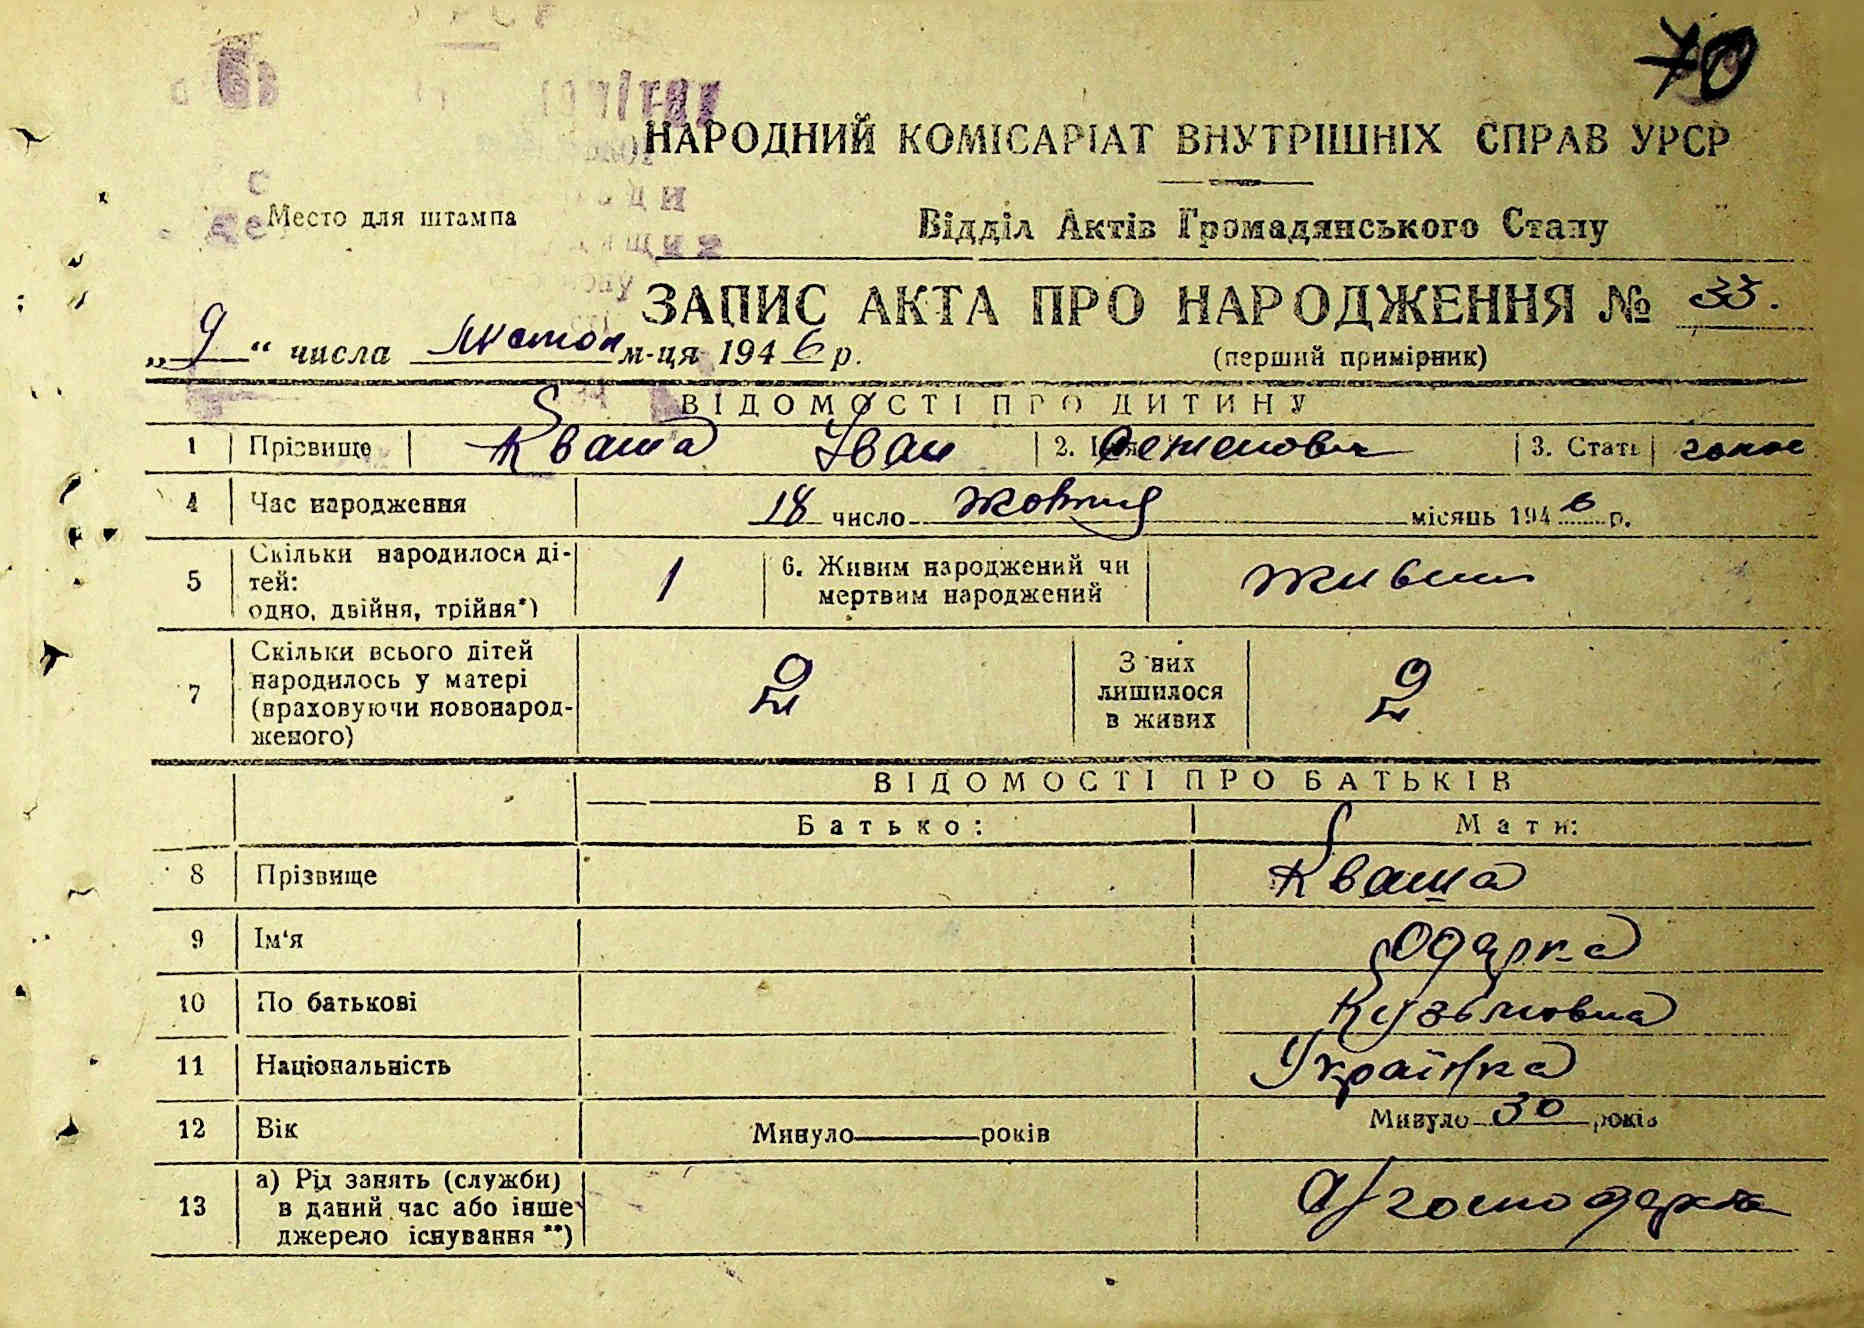 70
НАРОДНИЙ КОМІСАРІАТ ВНУТРІШНІХ СПРАВ УРСР
Место для штампа
Відділ Актів Громадянського Стану
ЗАПИС АКТА ПРО НАРОДЖЕННЯ № 33.
„9“ числа листоп м-ця 1946 р.
(перший примірник)
ВІДОМОСТІ ПРО ДИТИНУ
1 Прізвище Кваша Іван 2. 3. Стать
4 Час народження 18 число жовтня місяць 1946 р.
5 Скільки народилося ді-
тей:
одно, двійня, трійня*) 1
6. Живим народжений чи
мертвим народжений живим
7 Скільки всього дітей
народилось у матері
(враховуючи новонарод-
женого) 2
З них
лишилося
в живих 2
ВІДОМОСТІ ПРО БАТЬКІВ
Батько: Мати:
8 Прізвище Кваша
9 Ім'я Одарка
10 По батькові Кузьмовна
11 Національність Українка
12 Вік Минуло років Минуло 30 років
13 а) Рід занять (служби)
в даний час або інше
джерело існування **)